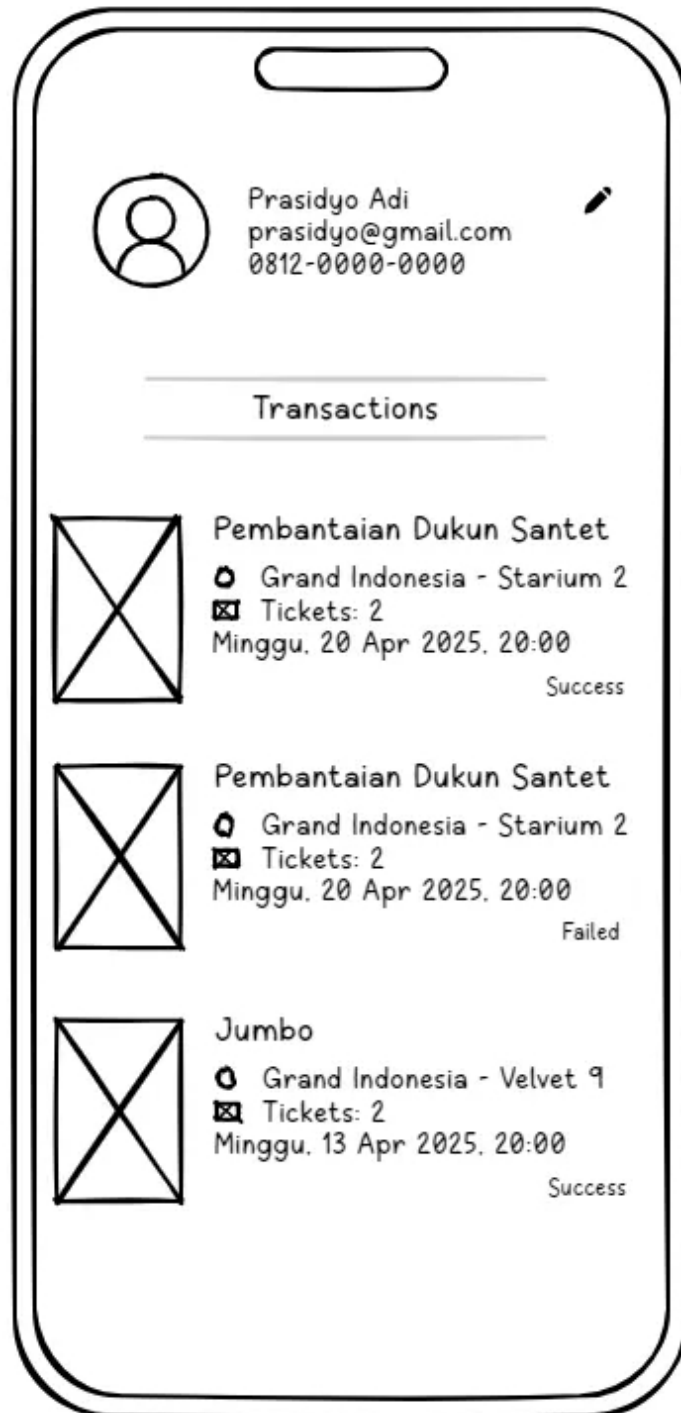 Prasidyo Adi
prasidyo@gmail.com
0812-0000-0000
Transactions
Pembantaian Dukun Santet
Grand Indonesia - Starium 2
Tickets: 2
Minggu, 20 Apr 2025, 20:00
Success
Pembantaian Dukun Santet
Grand Indonesia - Starium 2
Tickets: 2
Minggu, 20 Apr 2025, 20:00
Failed
Jumbo
Grand Indonesia - Velvet 9
Tickets: 2
Minggu, 13 Apr 2025, 20:00
Success